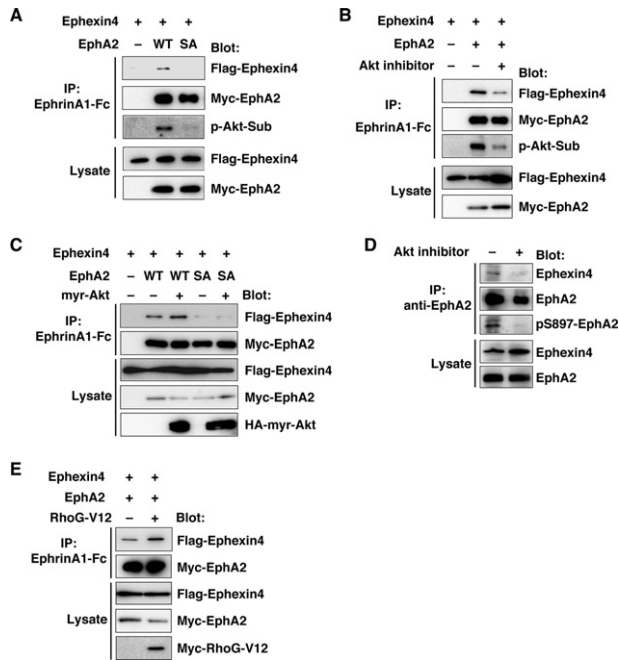 A
Ephexin4 + + +
EphA2 – WT SA Blot:
IP: EphrinA1-Fc
Flag-Ephexin4
Myc-EphA2
p-Akt-Sub
Lysate
Flag-Ephexin4
Myc-EphA2
B
Ephexin4 + + +
EphA2 – + +
Akt inhibitor – – + Blot:
IP: EphrinA1-Fc
Flag-Ephexin4
Myc-EphA2
p-Akt-Sub
Lysate
Flag-Ephexin4
Myc-EphA2
C
Ephexin4 + + + + +
EphA2 – WT WT SA SA
myr-Akt – – + – + Blot:
IP: EphrinA1-Fc
Flag-Ephexin4
Myc-EphA2
Lysate
Flag-Ephexin4
Myc-EphA2
HA-myr-Akt
D
Akt inhibitor – + Blot:
IP: anti-EphA2
Ephexin4
EphA2
pS897-EphA2
Lysate
Ephexin4
EphA2
E
Ephexin4 + +
EphA2 + +
RhoG-V12 – + Blot:
IP: EphrinA1-Fc
Flag-Ephexin4
Myc-EphA2
Lysate
Flag-Ephexin4
Myc-EphA2
Myc-RhoG-V12